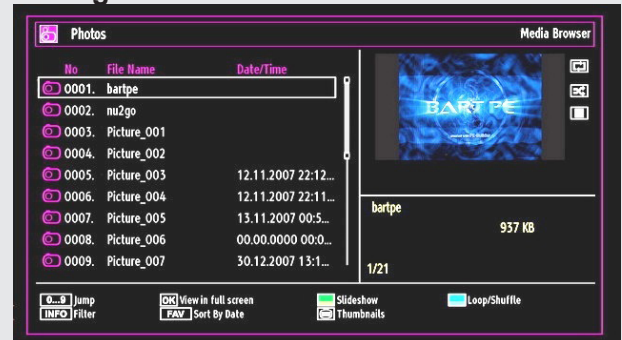 Photos
Media Browser
No File Name Date/Time
0001. bartpe
0002. nu2go
0003. Picture_001
0004. Picture_002
0005. Picture_003 12.11.2007 22:12...
0006. Picture_004 12.11.2007 22:11...
0007. Picture_005 13.11.2007 00:5...
0008. Picture_006 00.00.0000 00:0...
0009. Picture_007 30.12.2007 13:1...
BART PE
bartpe
937 KB
1/21
0...9 Jump OK View in full screen Slideshow Loop/Shuffle
INFO Filter FAV Sort By Date Thumbnails